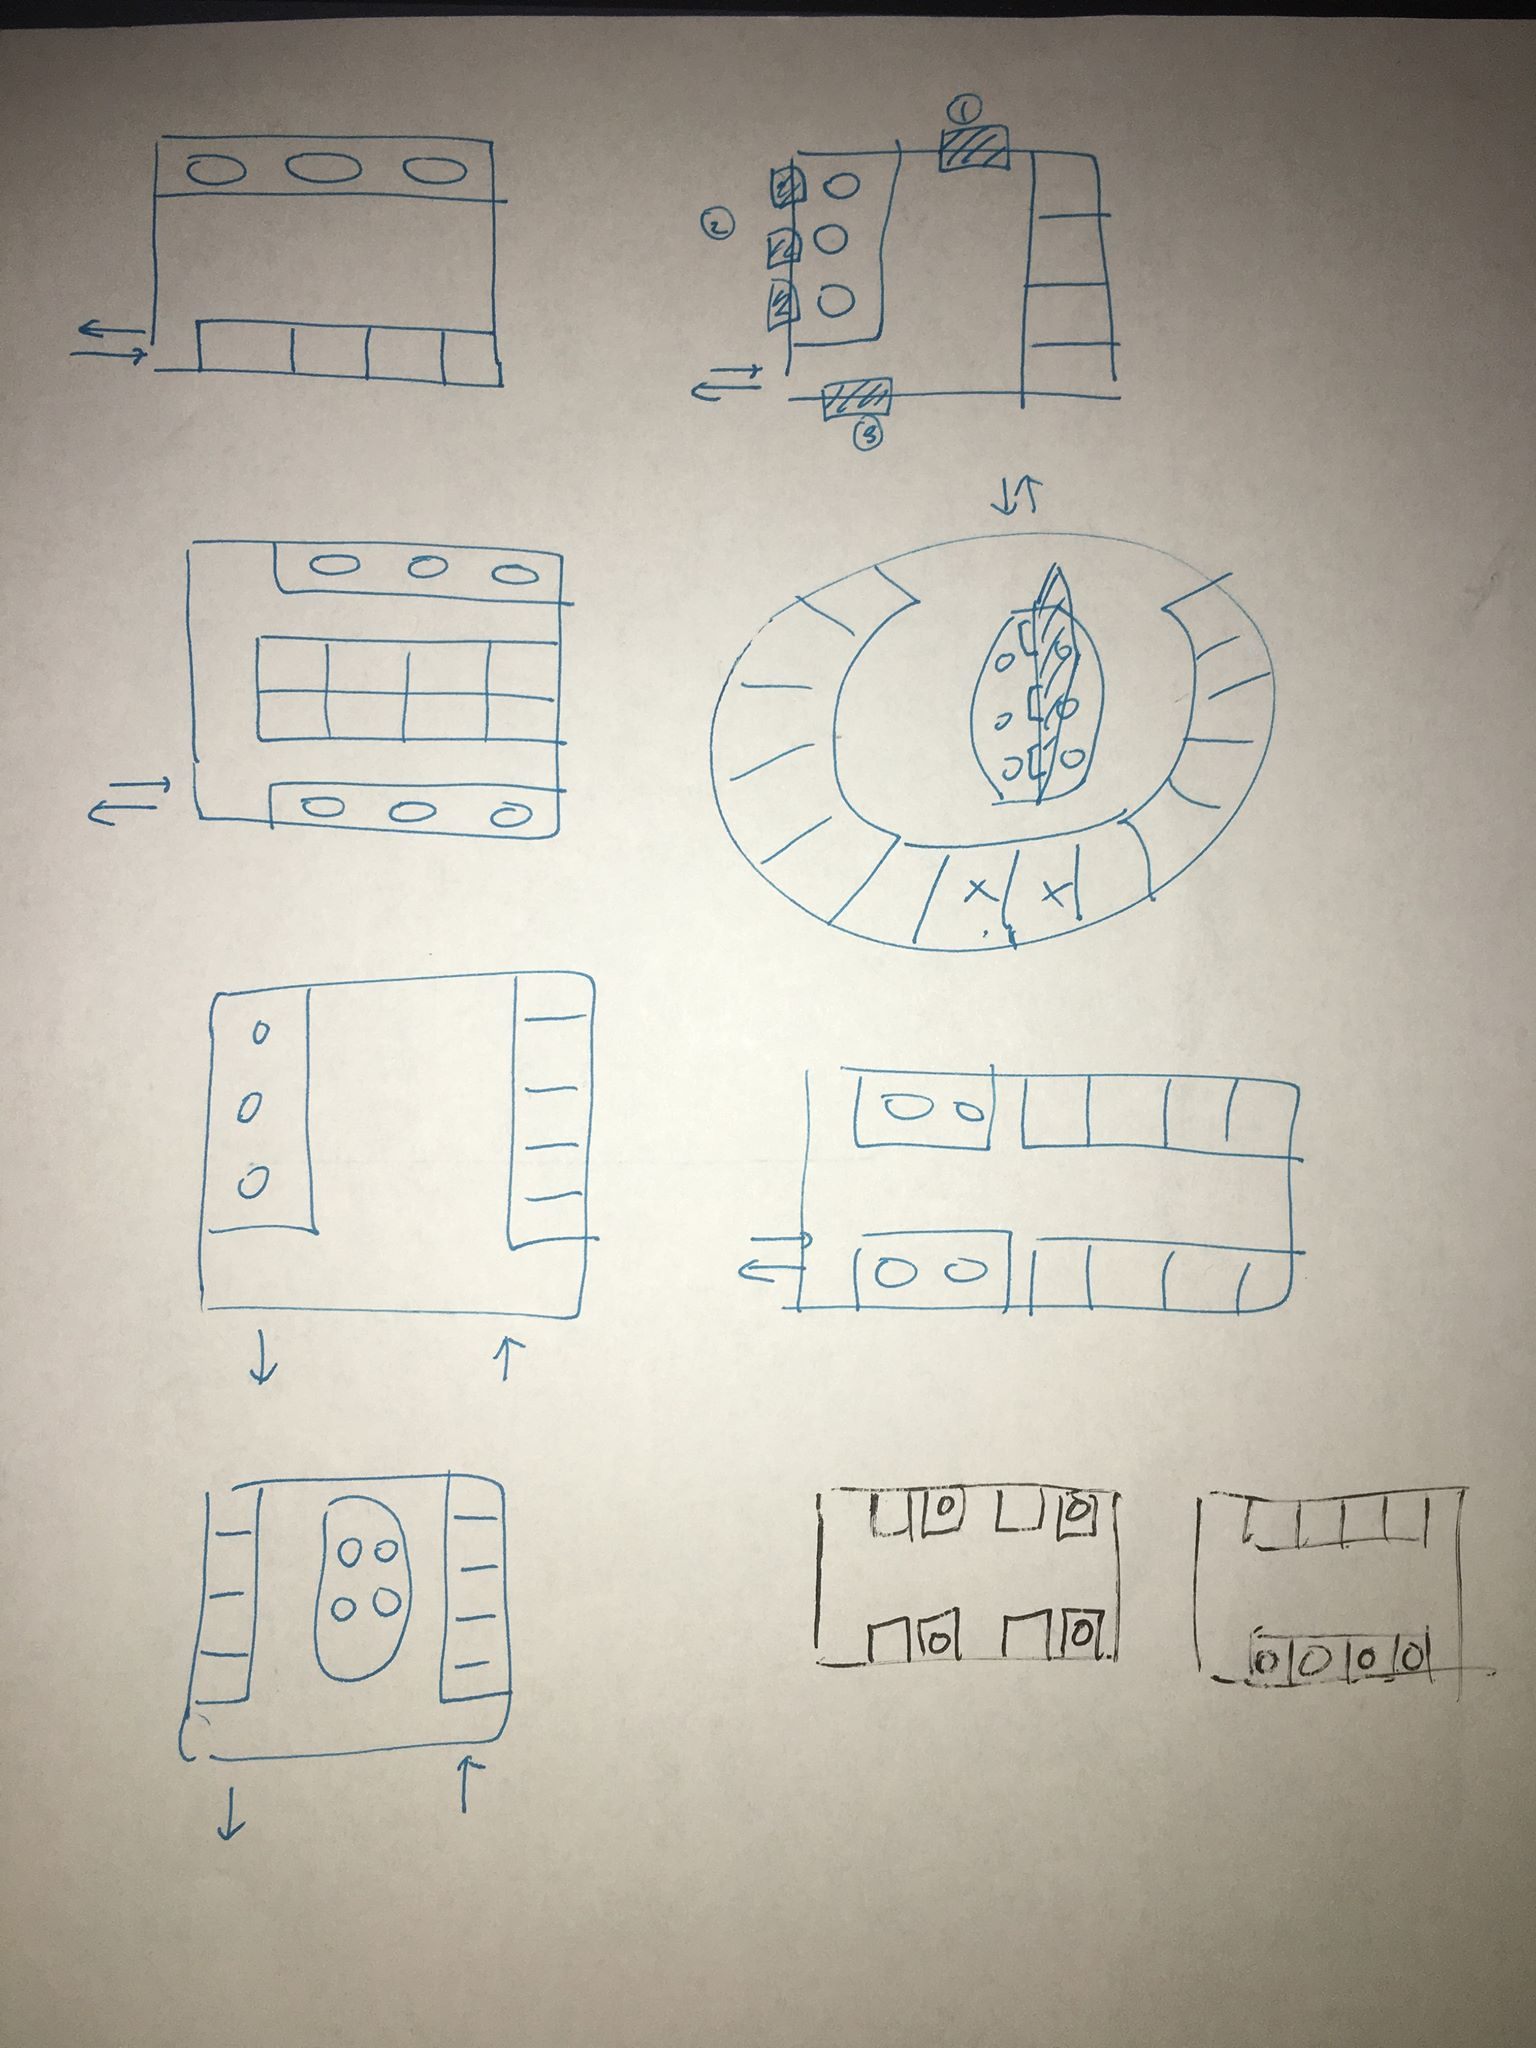 ①
②
③
X X